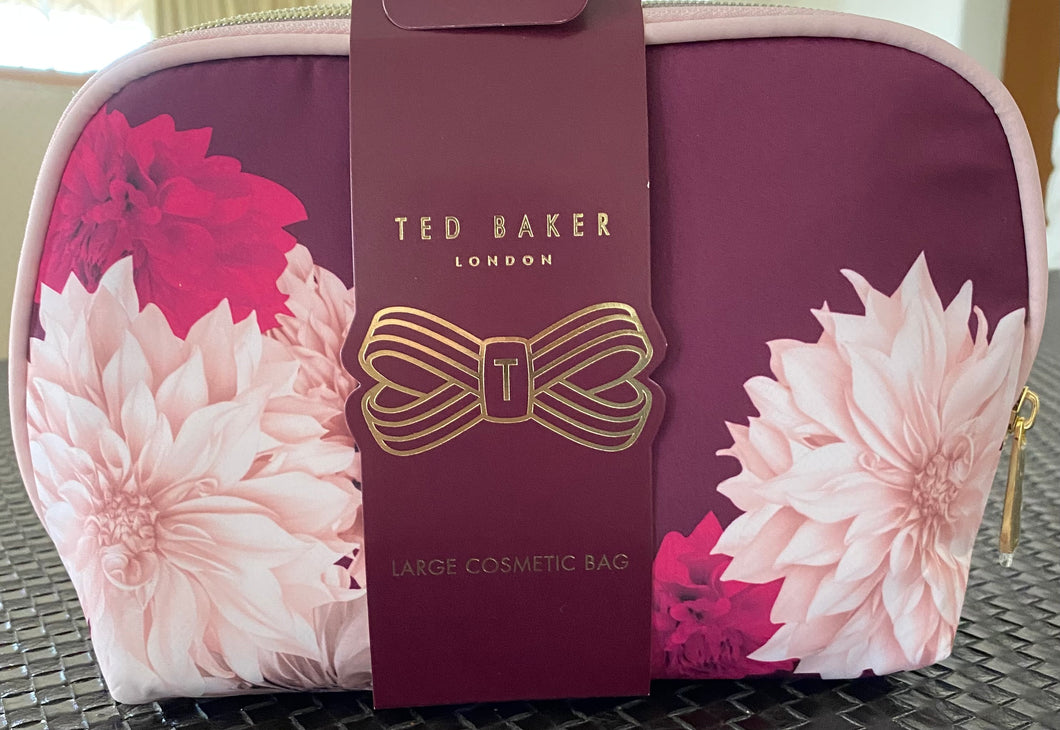 TED BAKER
LONDON
T
LARGE COSMETIC BAG